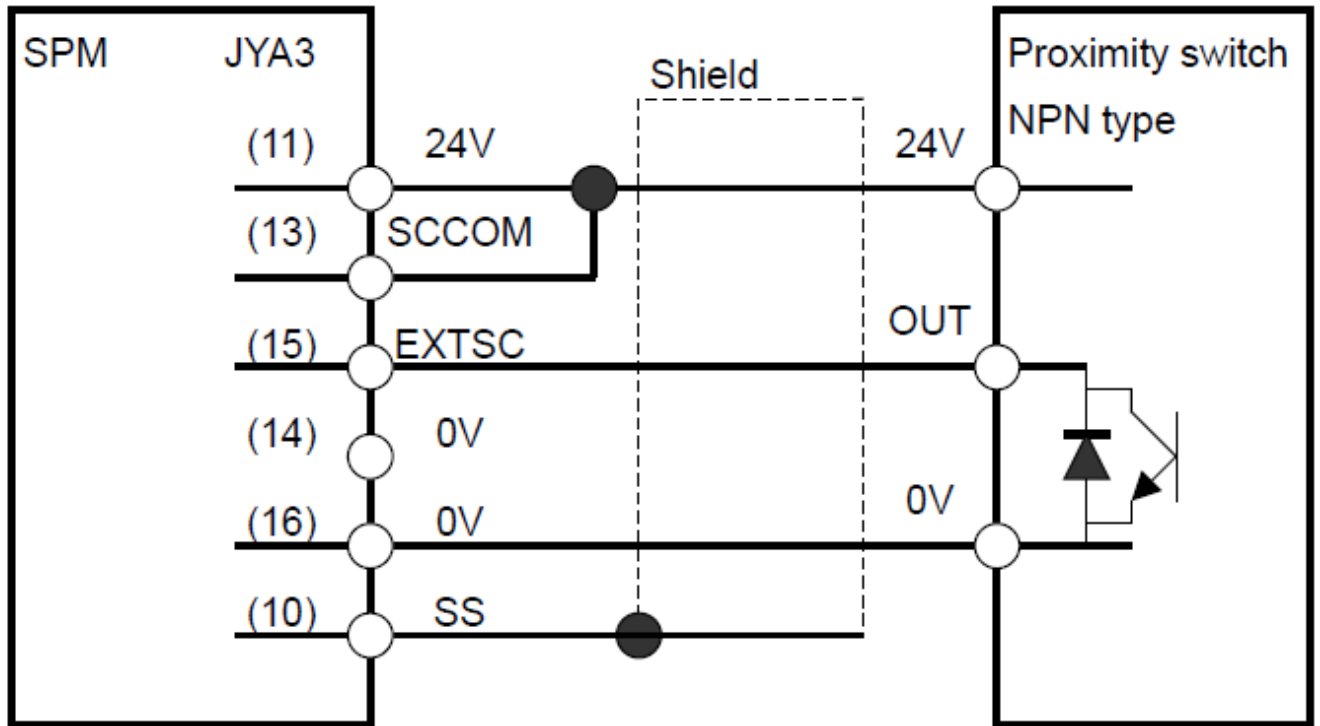 SPM JYA3
Proximity switch
NPN type
Shield
(11) 24V 24V
(13) SCCOM
(15) EXTSC OUT
(14) 0V
(16) 0V 0V
(10) SS